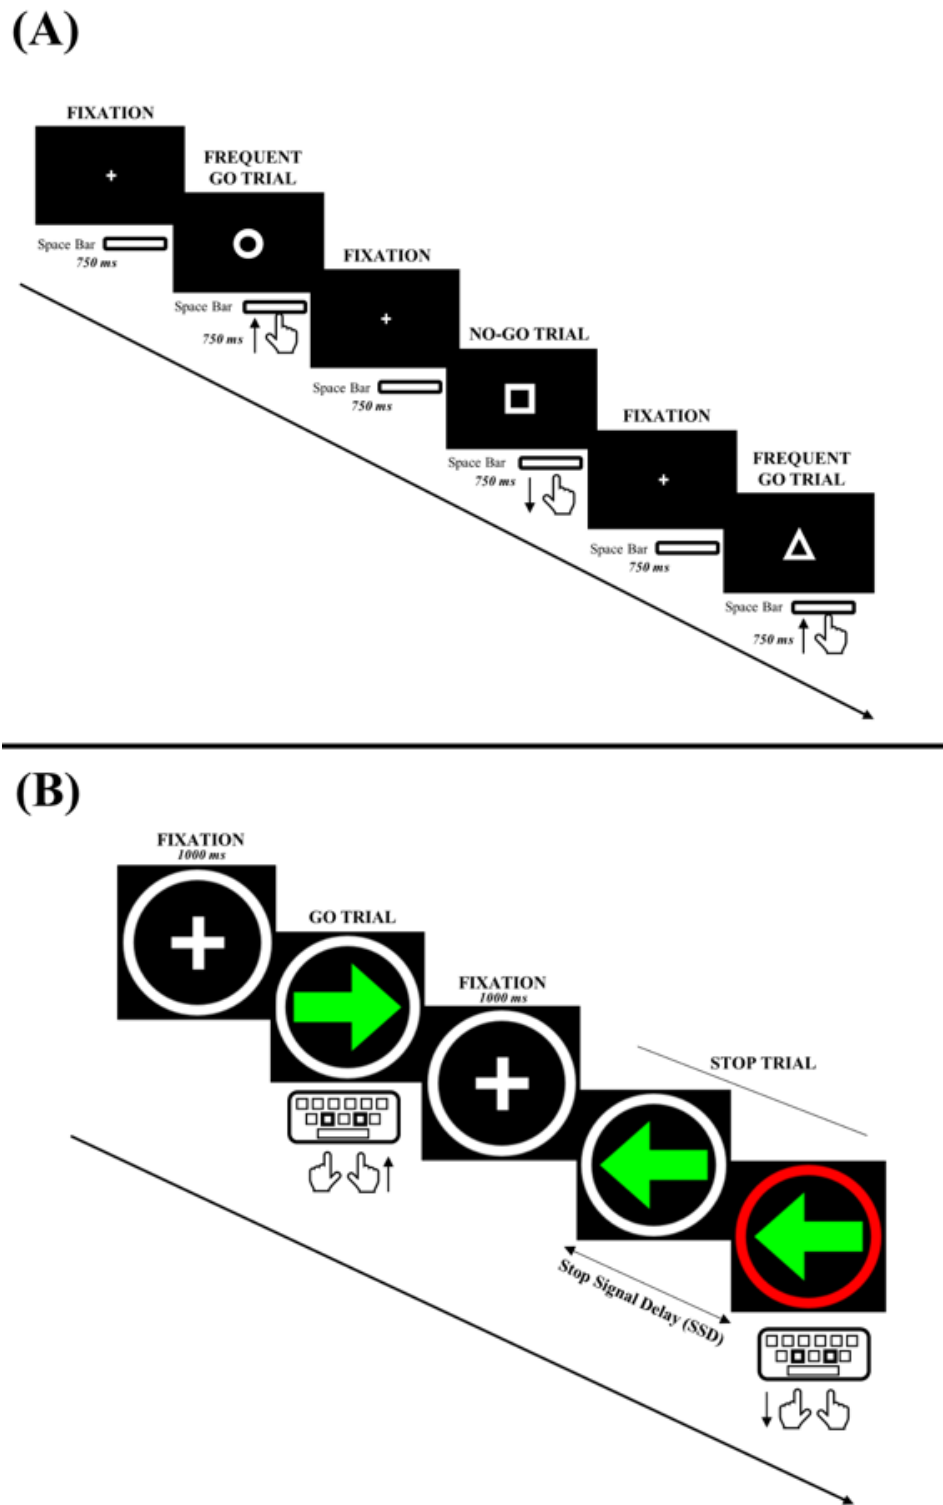 (A)
FIXATION
Space Bar
750 ms
FREQUENT
GO TRIAL
Space Bar
750 ms
FIXATION
Space Bar
750 ms
NO-GO TRIAL
Space Bar
750 ms
FIXATION
Space Bar
750 ms
FREQUENT
GO TRIAL
Space Bar
750 ms
(B)
FIXATION
1000 ms
GO TRIAL
FIXATION
1000 ms
STOP TRIAL
Stop Signal Delay (SSD)